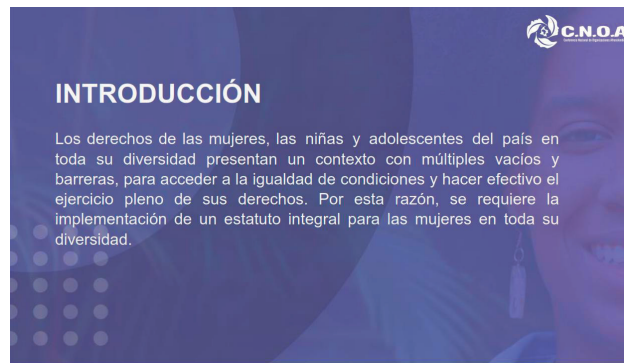 C.N.O.A
INTRODUCCIÓN
Los derechos de las mujeres, las niñas y adolescentes del país en
toda su diversidad presentan un contexto con múltiples vacíos y
barreras, para acceder a la igualdad de condiciones y hacer efectivo el
ejercicio pleno de sus derechos. Por esta razón, se requiere la
implementación de un estatuto integral para las mujeres en toda su
diversidad.